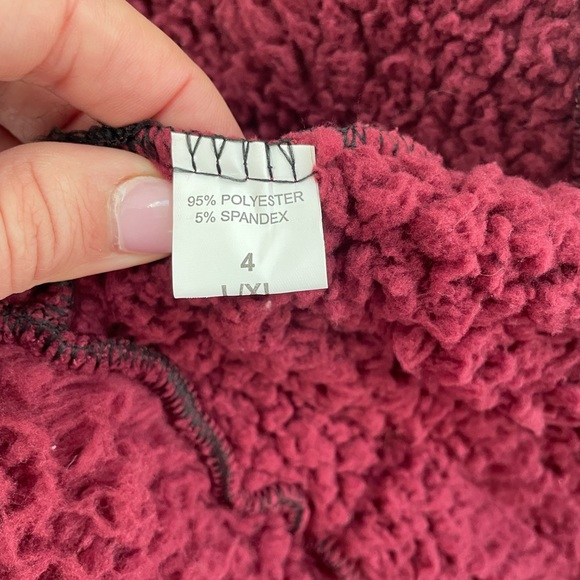 95% POLYESTER
5% SPANDEX
4
L/XL